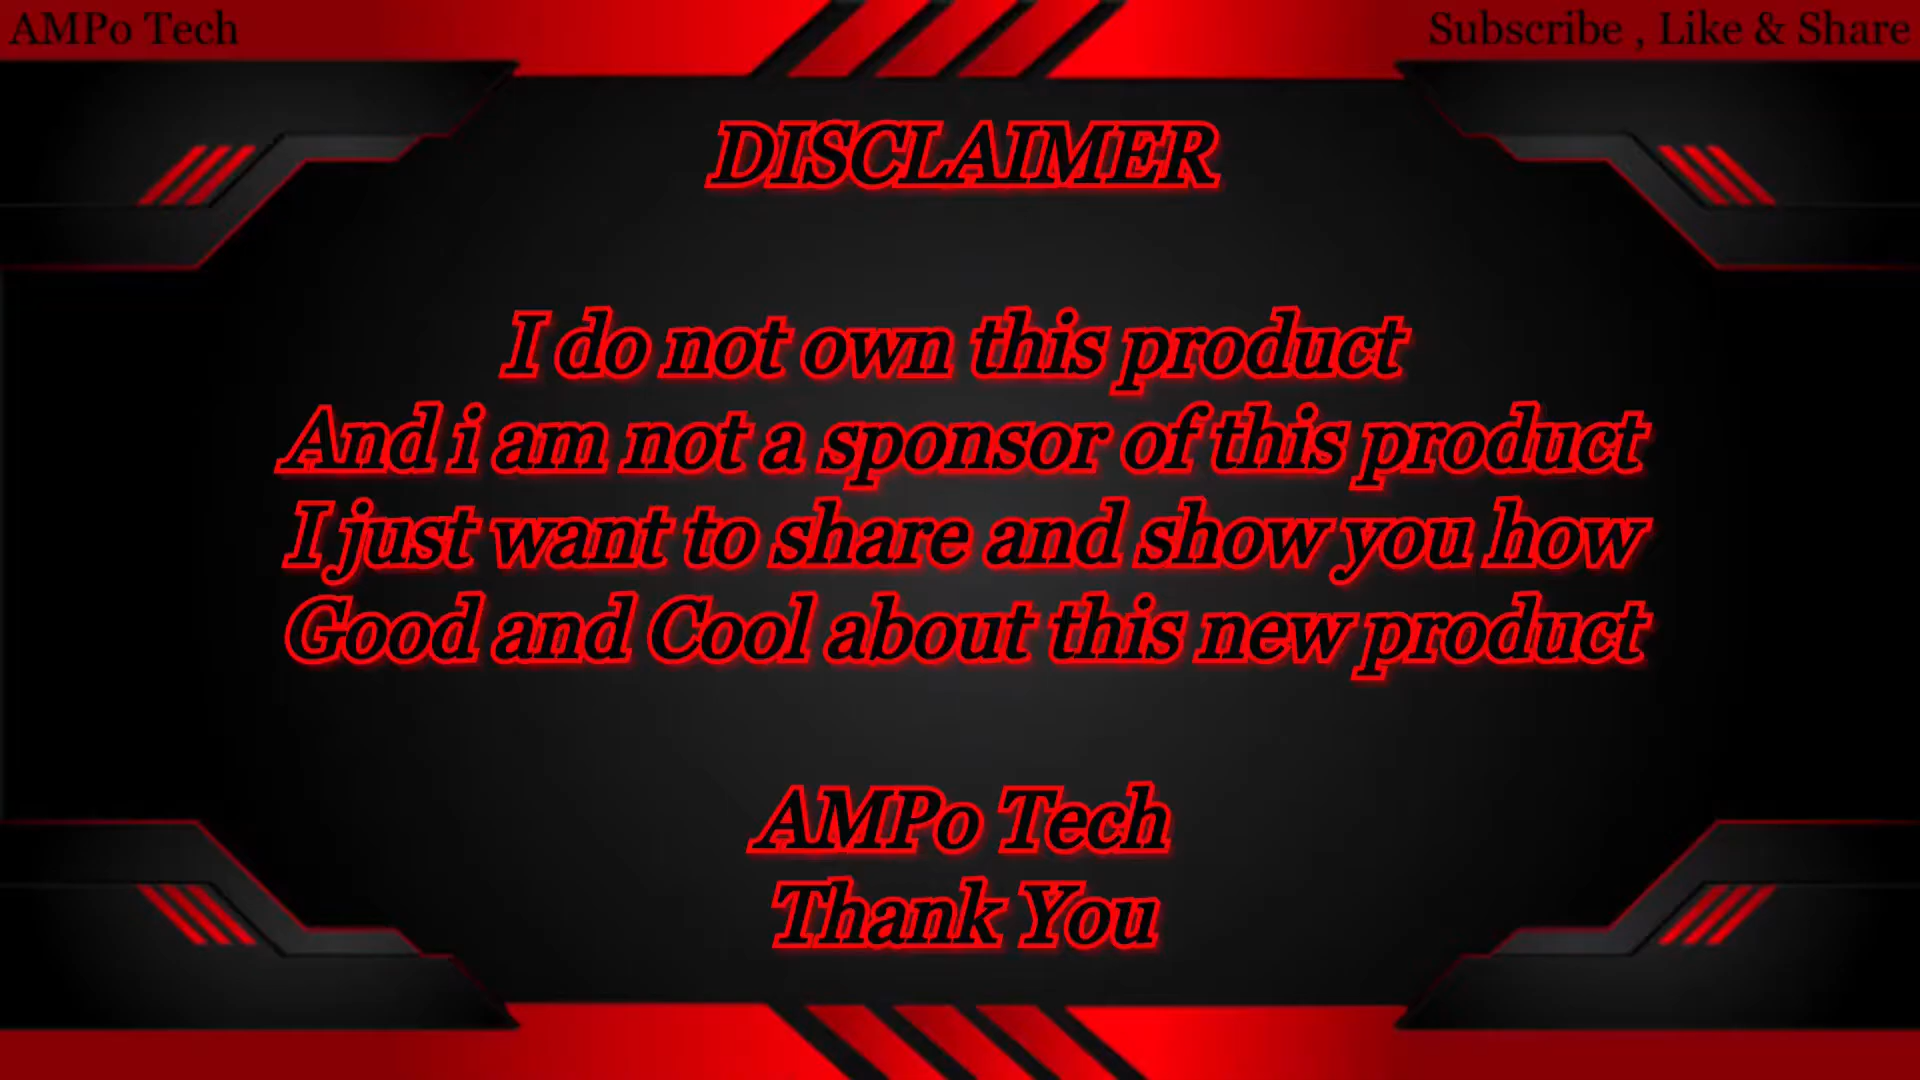 AMPo Tech
Subscribe , Like & Share
DISCLAIMER
I do not own this product
And i am not a sponsor of this product
I just want to share and show you how
Good and Cool about this new product
AMPo Tech
Thank You